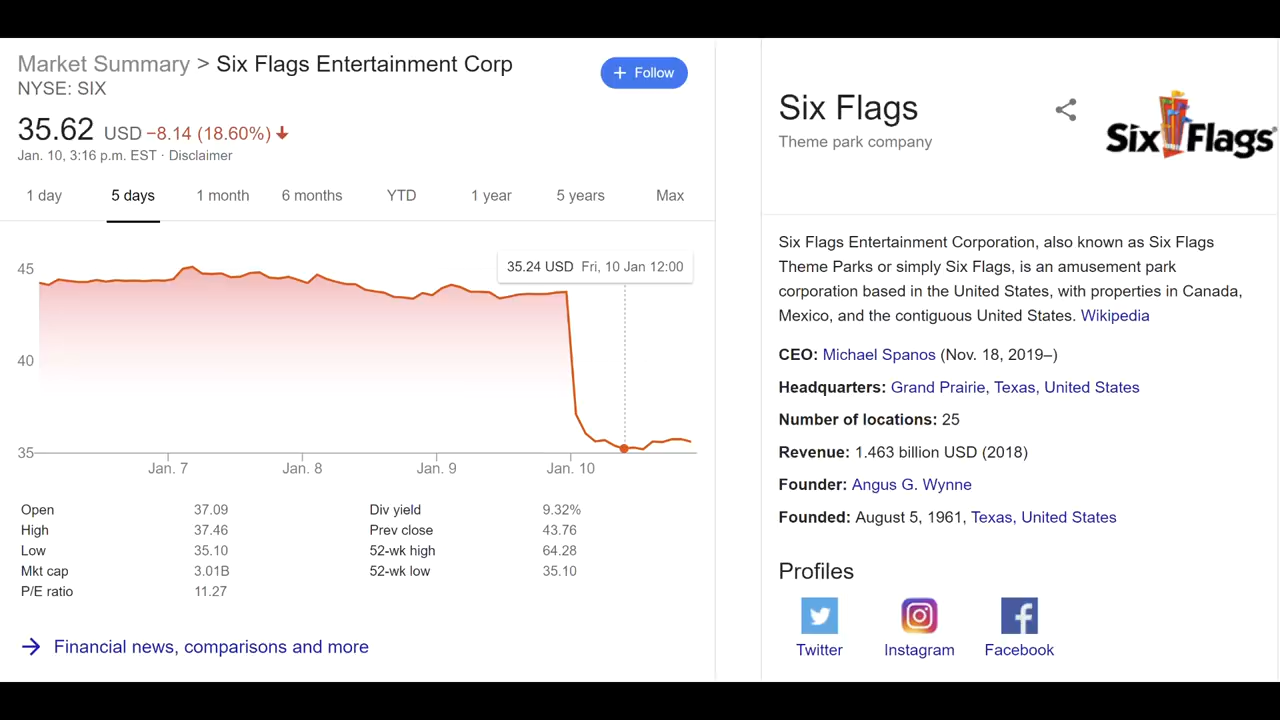 Market Summary > Six Flags Entertainment Corp
NYSE: SIX
+ Follow
35.62 USD −8.14 (18.60%)
Jan. 10, 3:16 p.m. EST · Disclaimer
1 day 5 days 1 month 6 months YTD 1 year 5 years Max
35.24 USD Fri, 10 Jan 12:00
45
40
35
Jan. 7 Jan. 8 Jan. 9 Jan. 10
Open 37.09 Div yield 9.32%
High 37.46 Prev close 43.76
Low 35.10 52-wk high 64.28
Mkt cap 3.01B 52-wk low 35.10
P/E ratio 11.27
Financial news, comparisons and more
Six Flags
Theme park company
Six Flags
Six Flags Entertainment Corporation, also known as Six Flags
Theme Parks or simply Six Flags, is an amusement park
corporation based in the United States, with properties in Canada,
Mexico, and the contiguous United States. Wikipedia
CEO: Michael Spanos (Nov. 18, 2019–)
Headquarters: Grand Prairie, Texas, United States
Number of locations: 25
Revenue: 1.463 billion USD (2018)
Founder: Angus G. Wynne
Founded: August 5, 1961, Texas, United States
Profiles
Twitter Instagram Facebook